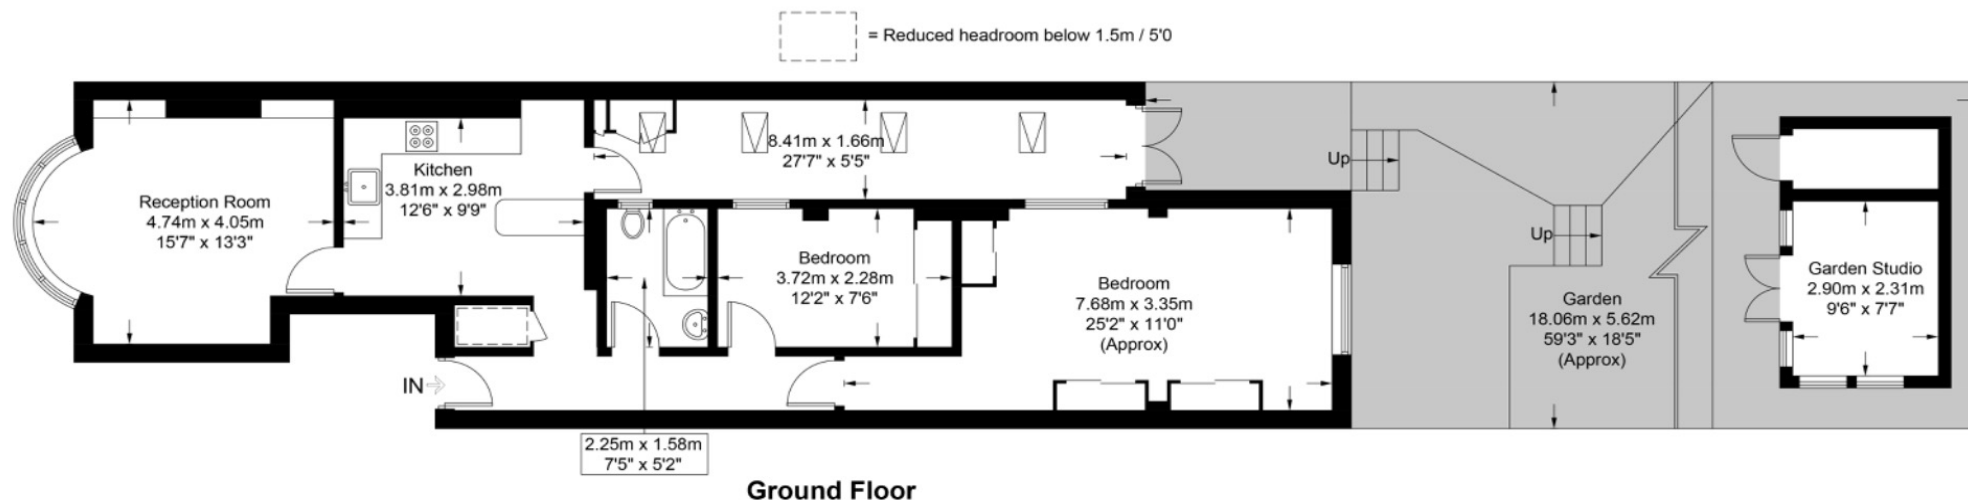 = Reduced headroom below 1.5m / 5'0
Reception Room
4.74m x 4.05m
15'7" x 13'3"
Kitchen
3.81m x 2.98m
12'6" x 9'9"
8.41m x 1.66m
27'7" x 5'5"
Bedroom
3.72m x 2.28m
12'2" x 7'6"
Bedroom
7.68m x 3.35m
25'2" x 11'0"
(Approx)
Up
Up
Garden
18.06m x 5.62m
59'3" x 18'5"
(Approx)
Garden Studio
2.90m x 2.31m
9'6" x 7'7"
IN
2.25m x 1.58m
7'5" x 5'2"
Ground Floor